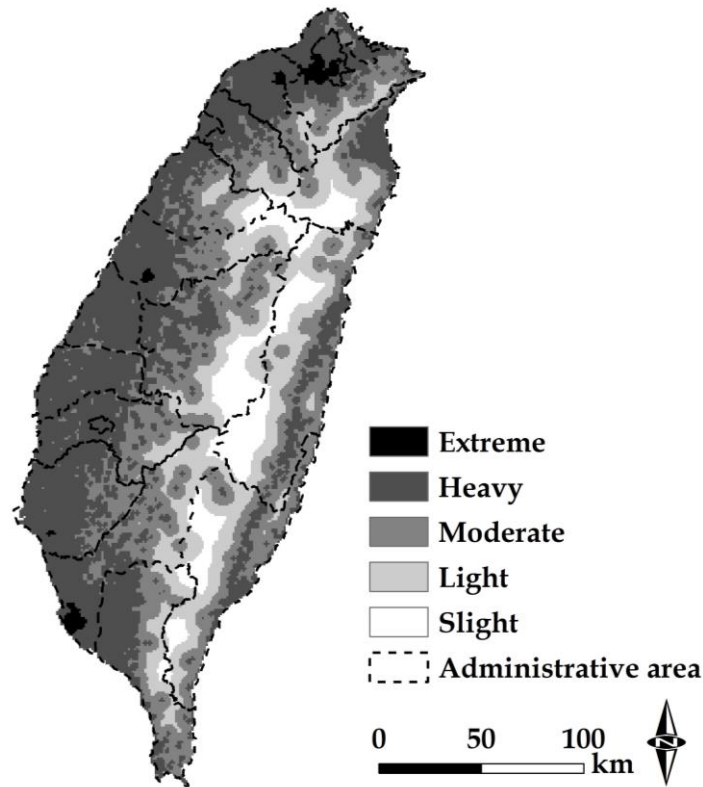 Extreme
Heavy
Moderate
Light
Slight
Administrative area
0 50 100
km
N